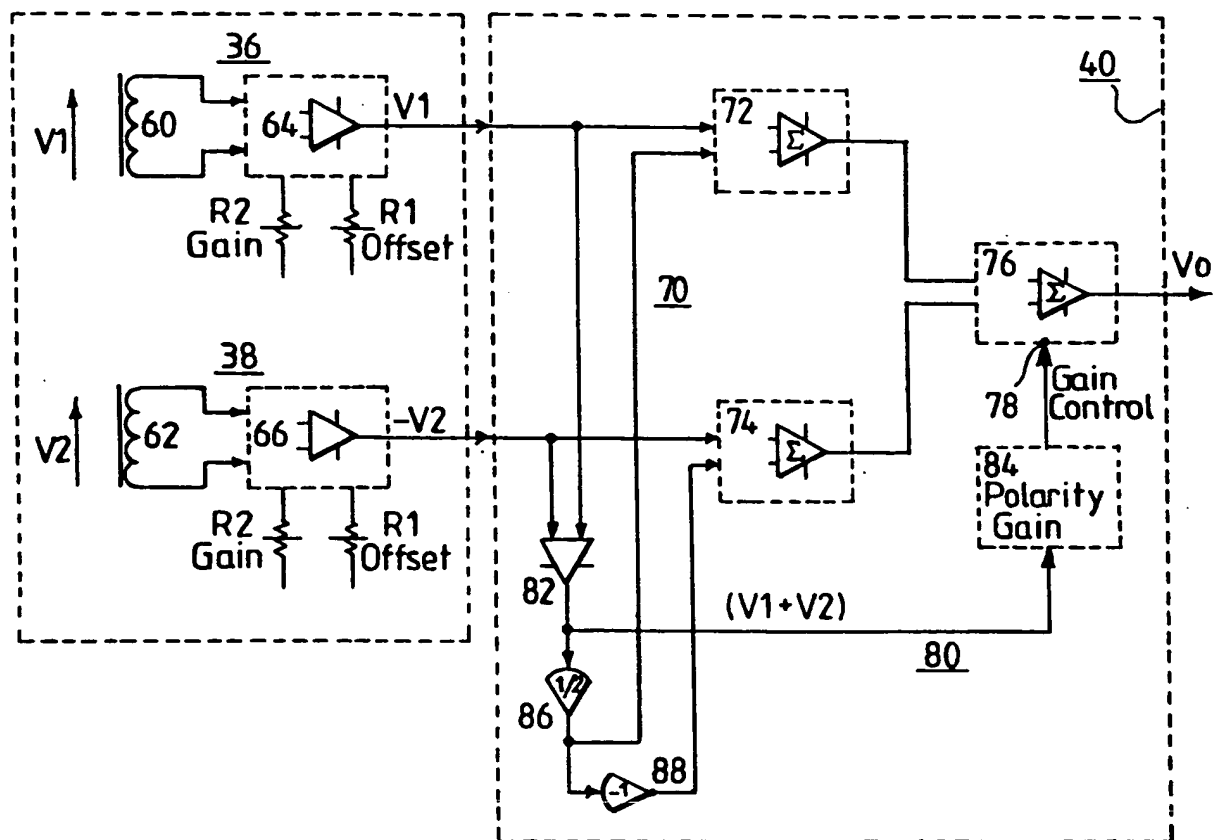 36
40
V1
60
64
V1
72
Σ
R2
Gain
R1
Offset
70
76
Σ
Vo
38
78
Gain
Control
V2
62
66
-V2
74
Σ
84
Polarity
Gain
R2
Gain
R1
Offset
82
(V1+V2)
80
1/2
86
-1
88